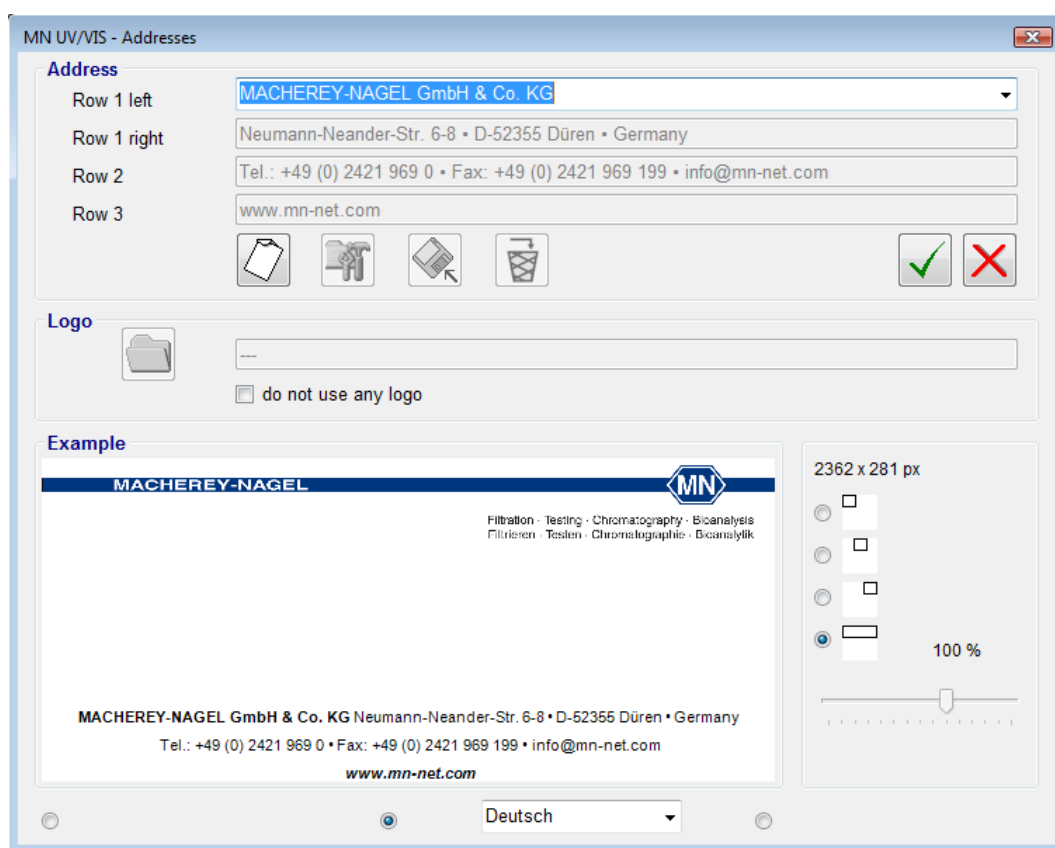 MN UV/VIS - Addresses
Address
Row 1 left
MACHEREY-NAGEL GmbH & Co. KG
Row 1 right
Neumann-Neander-Str. 6-8 • D-52355 Düren • Germany
Row 2
Tel.: +49 (0) 2421 969 0 • Fax: +49 (0) 2421 969 199 • info@mn-net.com
Row 3
www.mn-net.com
Logo
---
do not use any logo
Example
MACHEREY-NAGEL
MN
Filtration · Testing · Chromatography · Bioanalysis
Filtrieren · Testen · Chromatographie · Bioanalytik
MACHEREY-NAGEL GmbH & Co. KG Neumann-Neander-Str. 6-8 • D-52355 Düren • Germany
Tel.: +49 (0) 2421 969 0 • Fax: +49 (0) 2421 969 199 • info@mn-net.com
www.mn-net.com
2362 x 281 px
100 %
Deutsch